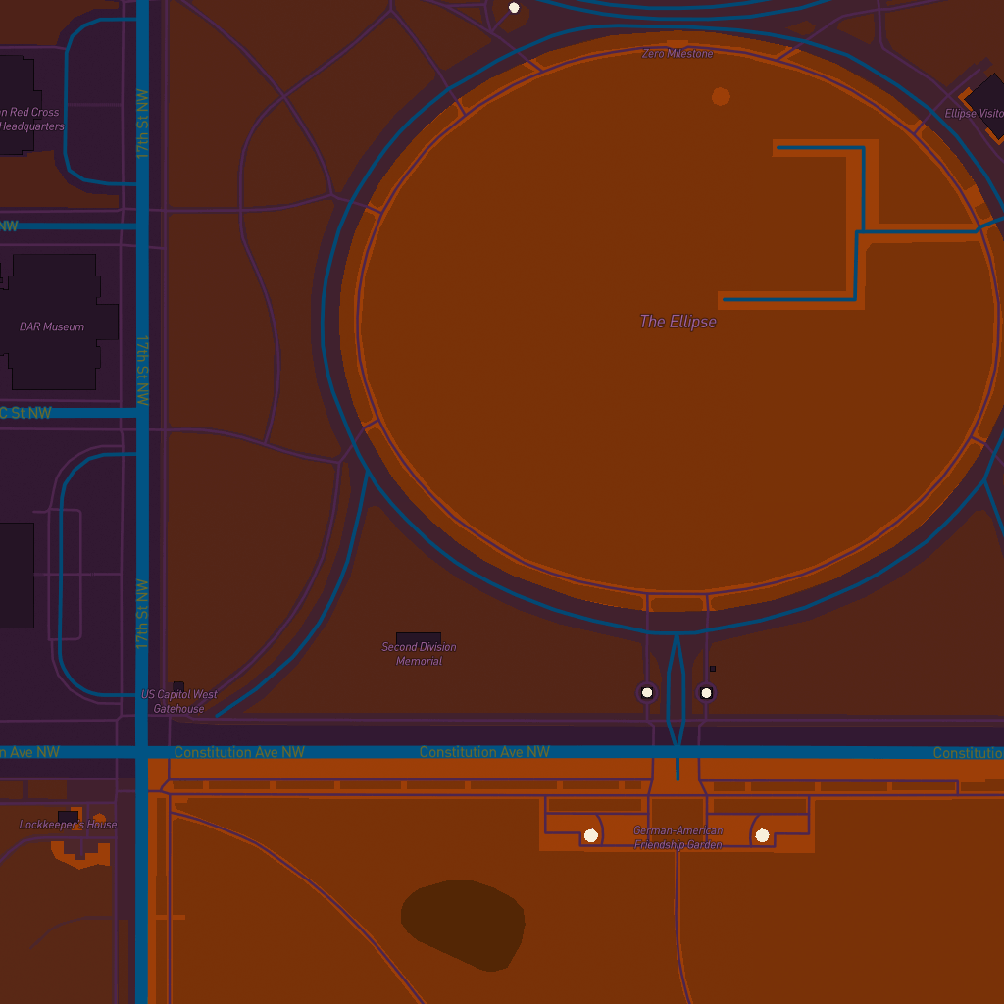 Zero Milestone
n Red Cross
Headquarters
Ellipse Visito
17th St NW
NW
The Ellipse
DAR Museum
17th St NW
C St NW
17th St NW
Second Division
Memorial
US Capitol West
Gatehouse
n Ave NW
Constitution Ave NW
Constitution Ave NW
Constitutio
Lockkeeper's House
German-American
Friendship Garden